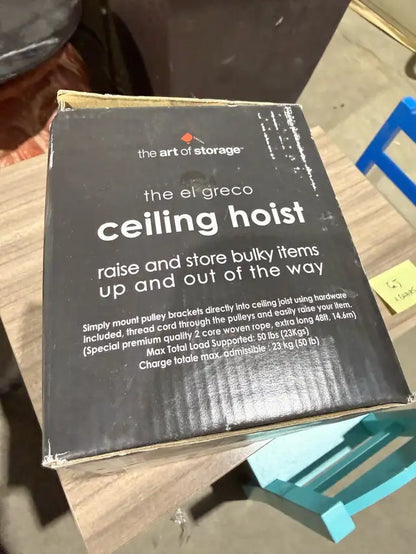 the art of storage™
the el greco
ceiling hoist
raise and store bulky items
up and out of the way
Simply mount pulley brackets directly into ceiling joist using hardware
Included, thread cord through the pulleys and easily raise your item.
(Special premium quality 2 core woven rope, extra long 48ft, 14.6m)
Max Total Load Supported: 50 lbs (23Kgs)
Charge totale max. admissible : 23 kg (50 lb)